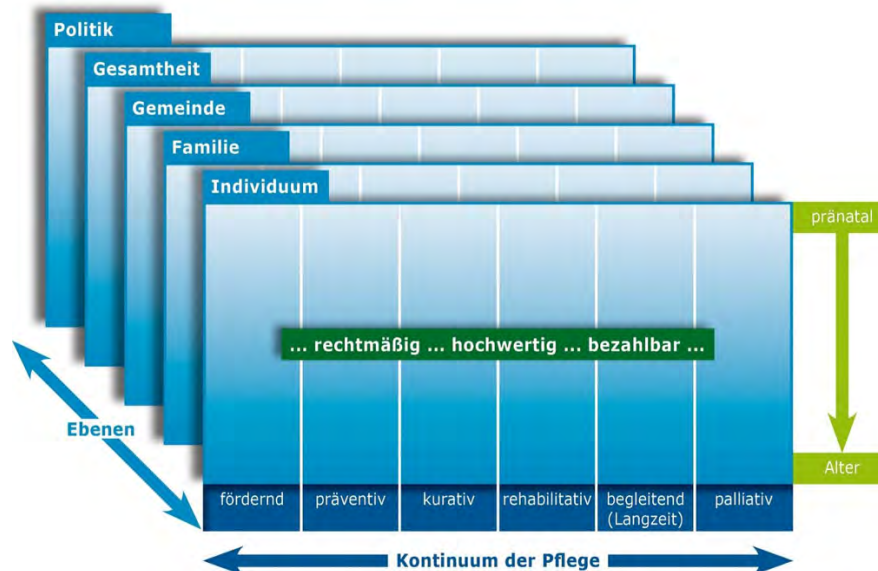 Politik
Gesamtheit
Gemeinde
Familie
Individuum
pränatal
... rechtmäßig ... hochwertig ... bezahlbar ...
Ebenen
Alter
fördernd
präventiv
kurativ
rehabilitativ
begleitend
(Langzeit)
palliativ
Kontinuum der Pflege